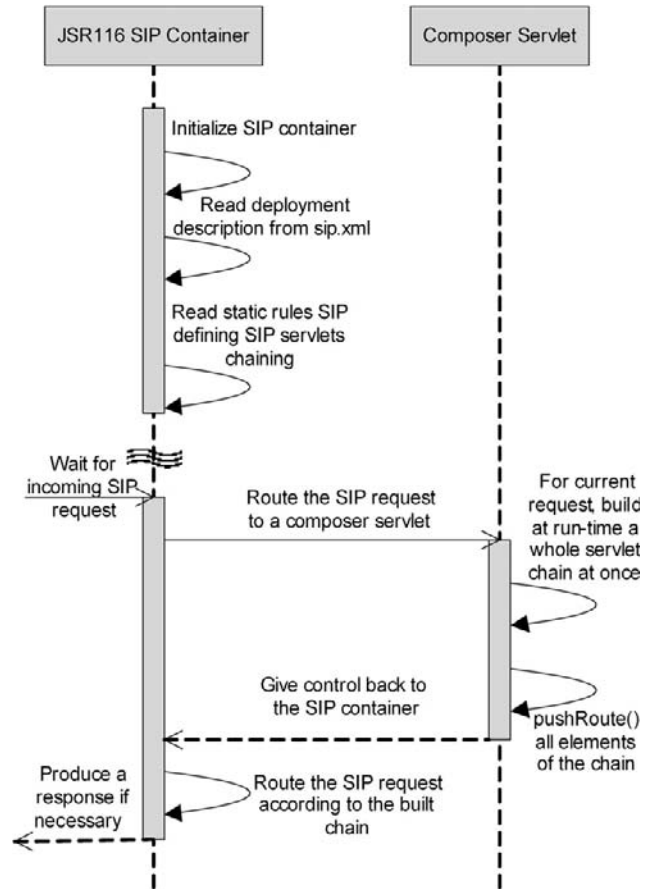 JSR116 SIP Container
Composer Servlet
Initialize SIP container
Read deployment
description from sip.xml
Read static rules SIP
defining SIP servlets
chaining
Wait for
incoming SIP
request
Route the SIP request
to a composer servlet
For current
request, build
at run-time a
whole servlet
chain at once
Give control back to
the SIP container
pushRoute()
all elements
of the chain
Produce a
response if
necessary
Route the SIP request
according to the built
chain